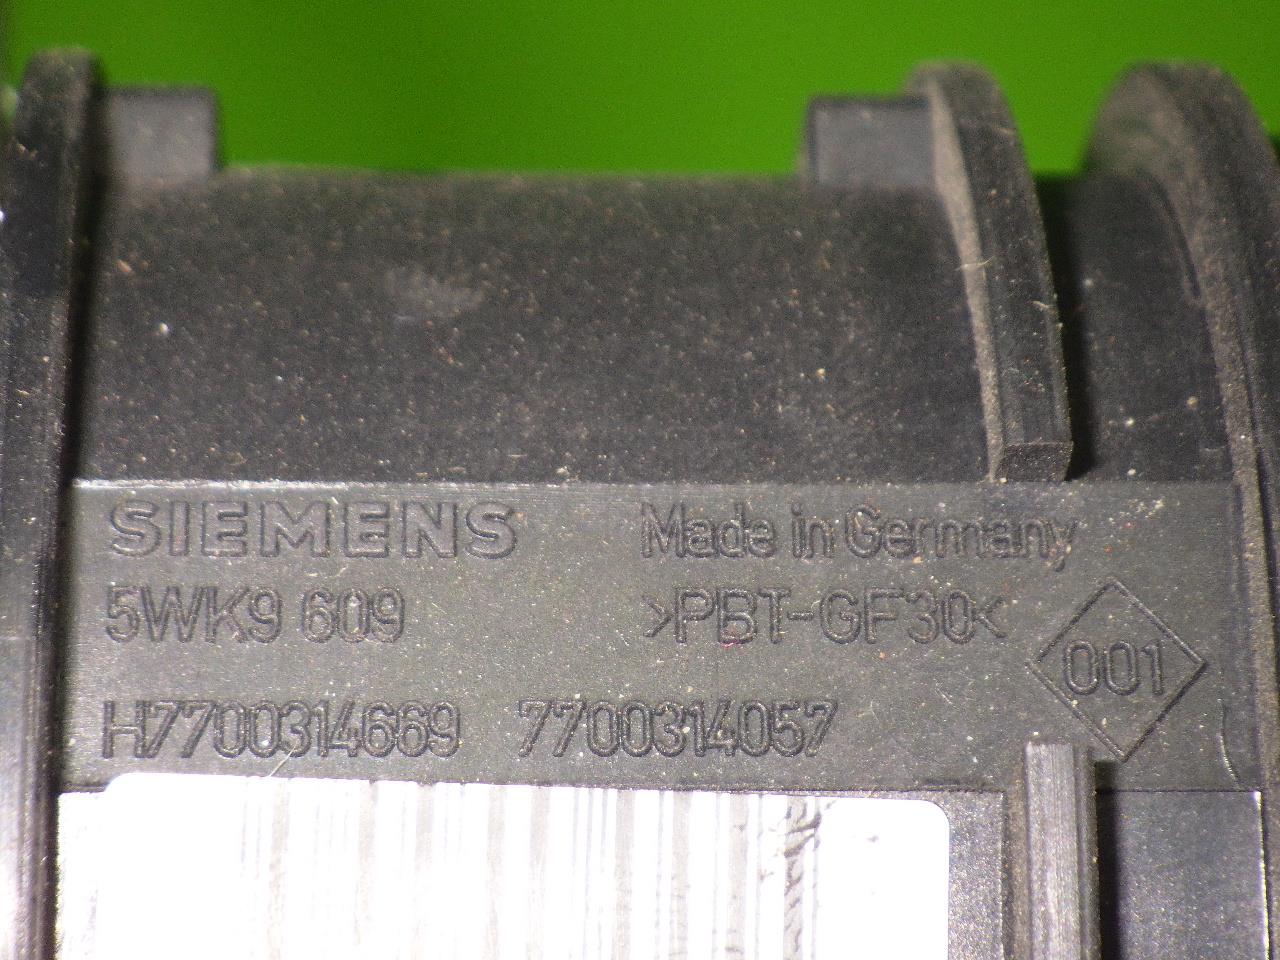 SIEMENS Made in Germany
5WK9 609 >PBT-GF30<
001
H7700314669 7700314057